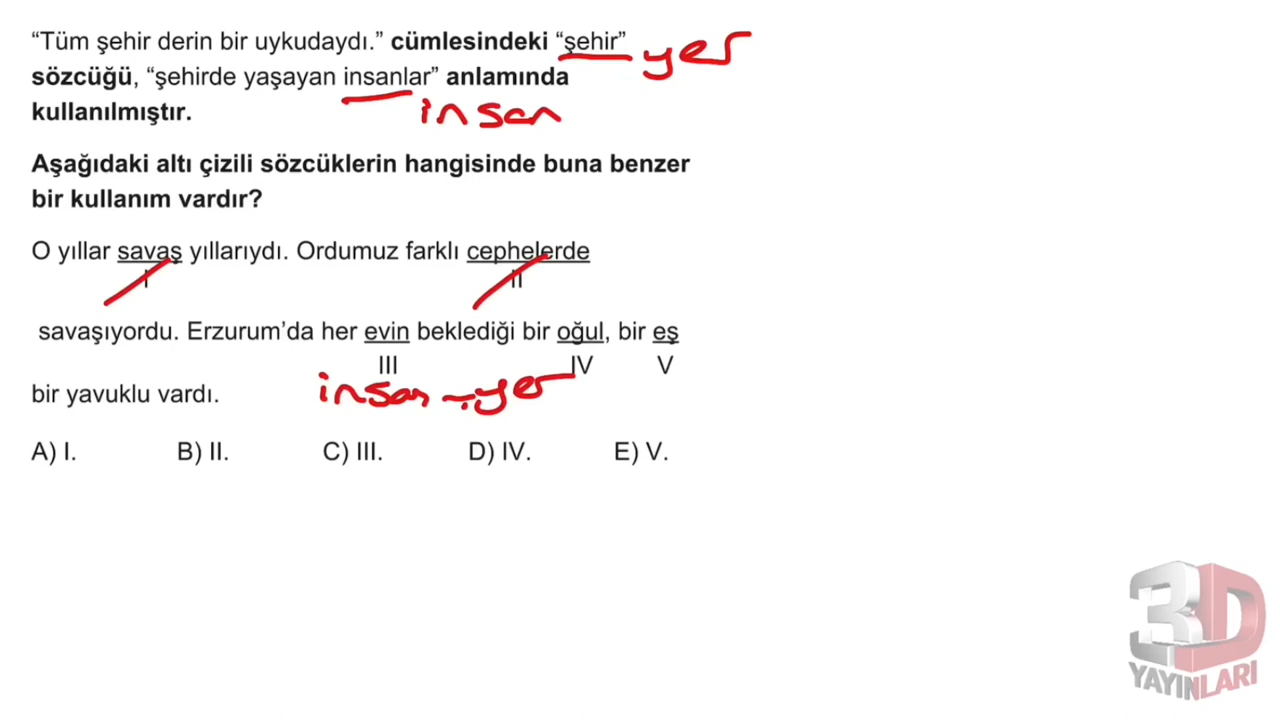 “Tüm şehir derin bir uykudaydı.” cümlesindeki “şehir” yer
sözcüğü, “şehirde yaşayan insanlar” anlamında
kullanılmıştır. insan
Aşağıdaki altı çizili sözcüklerin hangisinde buna benzer
bir kullanım vardır?
O yıllar savaş yıllarıydı. Ordumuz farklı cephelerde
I II
savaşıyordu. Erzurum’da her evin beklediği bir oğul, bir eş
III IV V
bir yavuklu vardı. insan - yer
A) I. B) II. C) III. D) IV. E) V.
3D
YAYINLARI